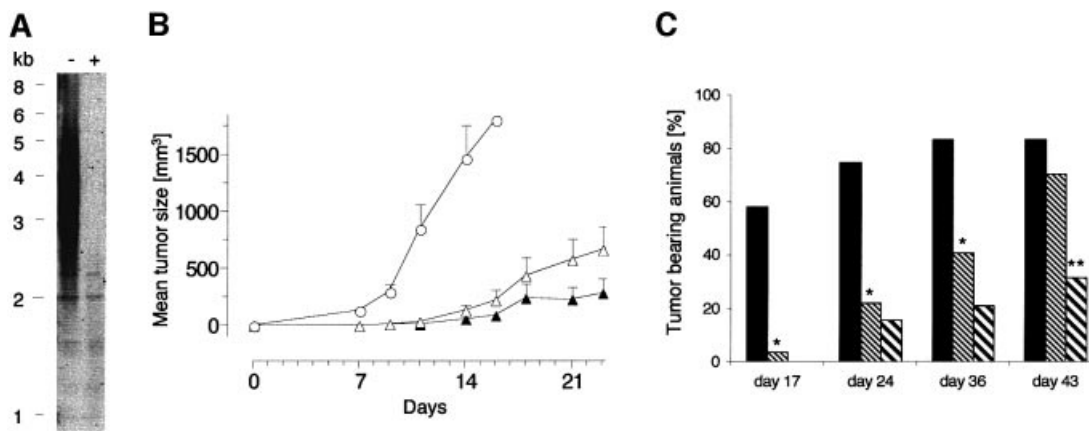 A
kb - +
8
6
5
4
3
2
1
B
Mean tumor size [mm³]
1500
1000
500
0
0 7 14 21
Days
C
Tumor bearing animals [%]
100
80
60
40
20
0
*
*
*
**
day 17 day 24 day 36 day 43